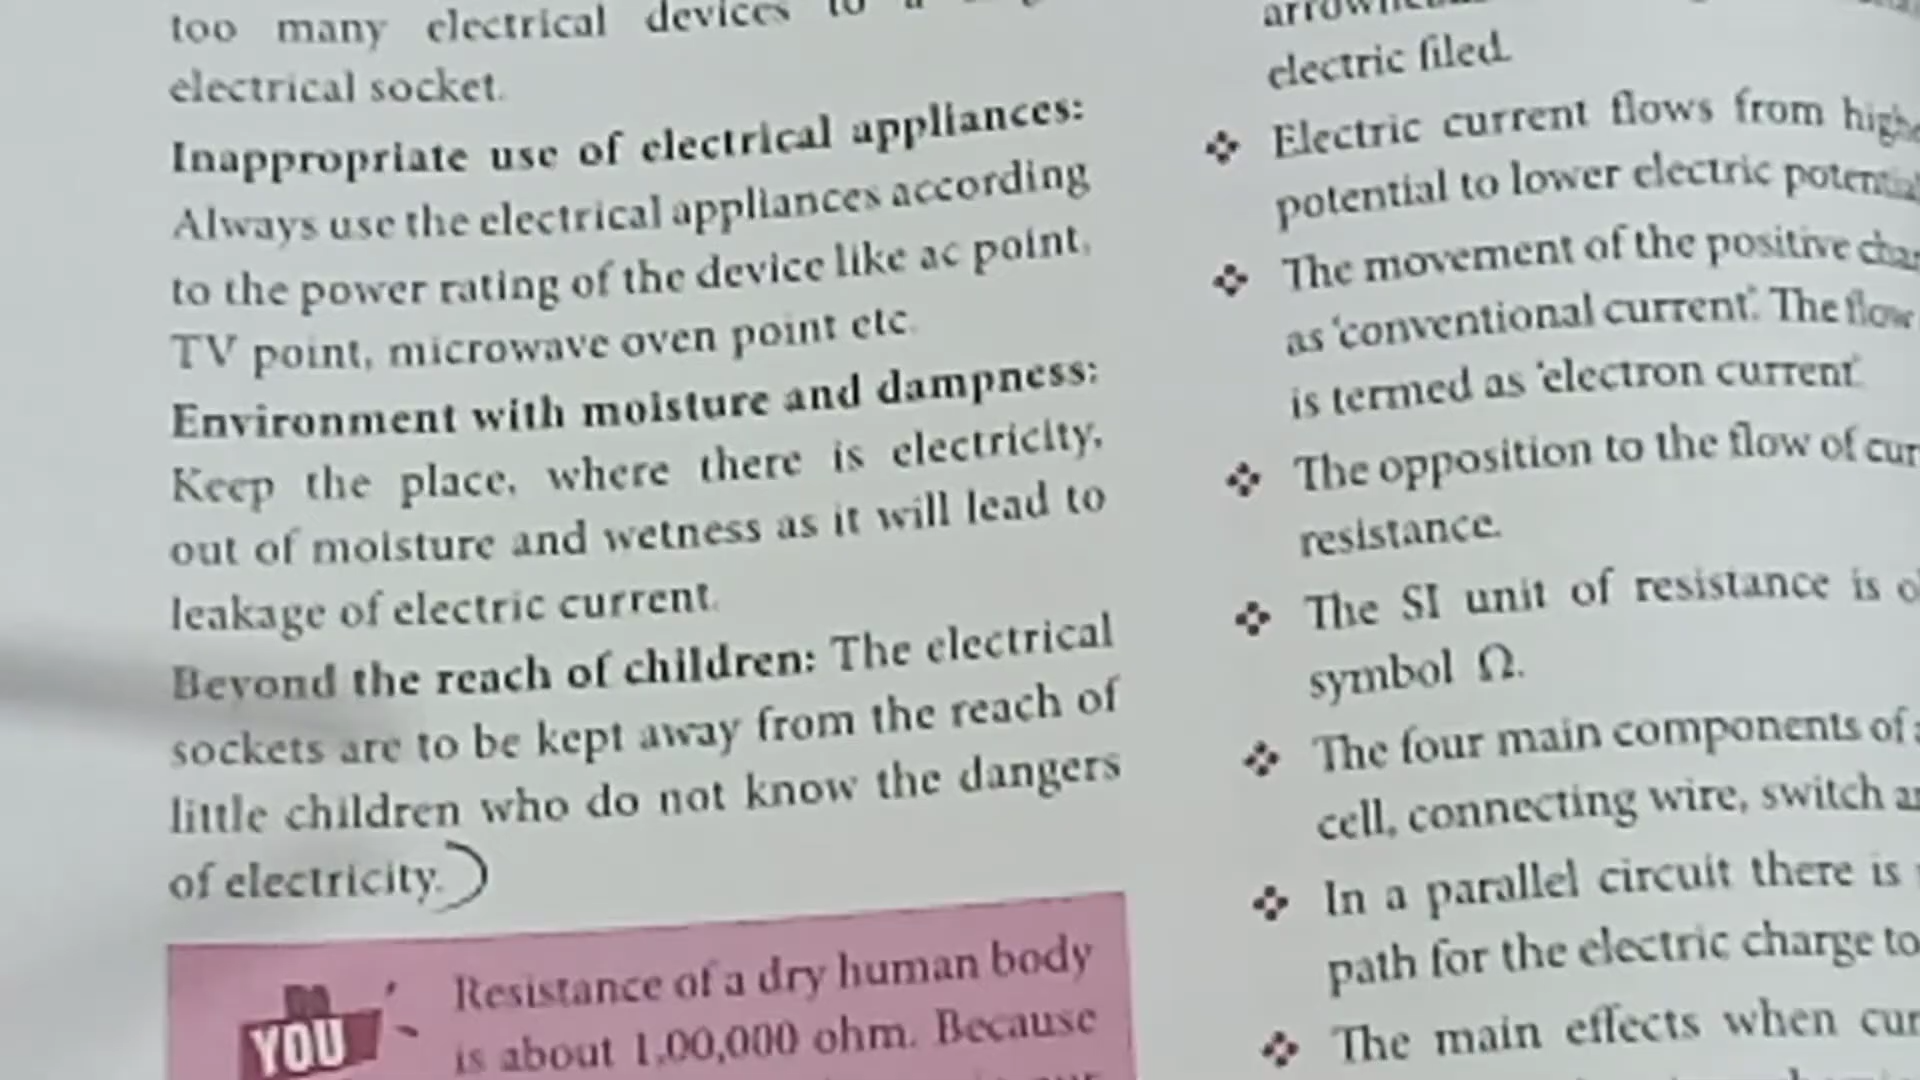 too many electrical devices to a
electrical socket.
Inappropriate use of electrical appliances:
Always use the electrical appliances according
to the power rating of the device like ac point,
TV point, microwave oven point etc.
Environment with moisture and dampness:
Keep the place, where there is electricity,
out of moisture and wetness as it will lead to
leakage of electric current.
Beyond the reach of children: The electrical
sockets are to be kept away from the reach of
little children who do not know the dangers
of electricity.
DO
YOU
Resistance of a dry human body
is about 1,00,000 ohm. Because
electric filed.
❖ Electric current flows from
potential to lower electric
❖ The movement of the positive
as 'conventional current'. The flow
is termed as 'electron current'.
❖ The opposition to the flow of
resistance.
❖ The SI unit of resistance is
symbol Ω.
❖ The four main components of
cell, connecting wire, switch
❖ In a parallel circuit there is
path for the electric charge to
❖ The main effects when